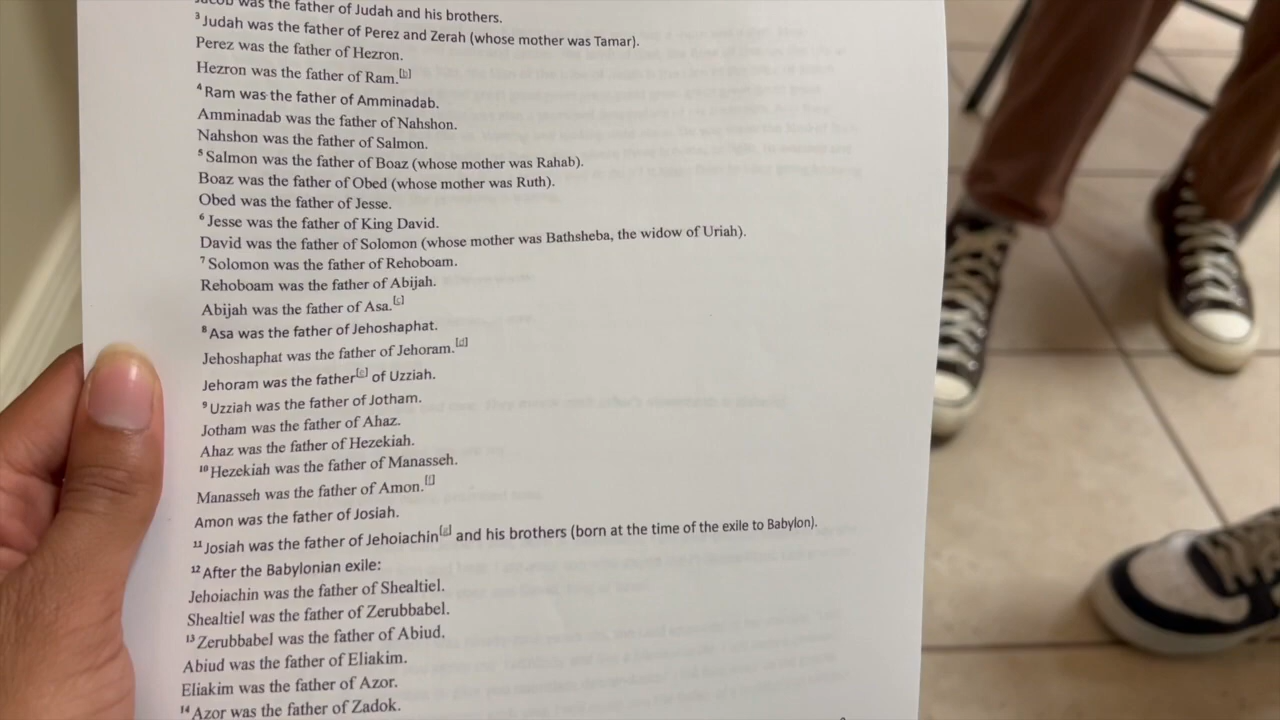 Jacob was the father of Judah and his brothers.
3 Judah was the father of Perez and Zerah (whose mother was Tamar).
Perez was the father of Hezron.
Hezron was the father of Ram.[b]
4 Ram was the father of Amminadab.
Amminadab was the father of Nahshon.
Nahshon was the father of Salmon.
5 Salmon was the father of Boaz (whose mother was Rahab).
Boaz was the father of Obed (whose mother was Ruth).
Obed was the father of Jesse.
6 Jesse was the father of King David.
David was the father of Solomon (whose mother was Bathsheba, the widow of Uriah).
7 Solomon was the father of Rehoboam.
Rehoboam was the father of Abijah.
Abijah was the father of Asa.[c]
8 Asa was the father of Jehoshaphat.
Jehoshaphat was the father of Jehoram.[d]
Jehoram was the father[e] of Uzziah.
9 Uzziah was the father of Jotham.
Jotham was the father of Ahaz.
Ahaz was the father of Hezekiah.
10 Hezekiah was the father of Manasseh.
Manasseh was the father of Amon.[f]
Amon was the father of Josiah.
11 Josiah was the father of Jehoiachin[g] and his brothers (born at the time of the exile to Babylon).
12 After the Babylonian exile:
Jehoiachin was the father of Shealtiel.
Shealtiel was the father of Zerubbabel.
13 Zerubbabel was the father of Abiud.
Abiud was the father of Eliakim.
Eliakim was the father of Azor.
14 Azor was the father of Zadok.